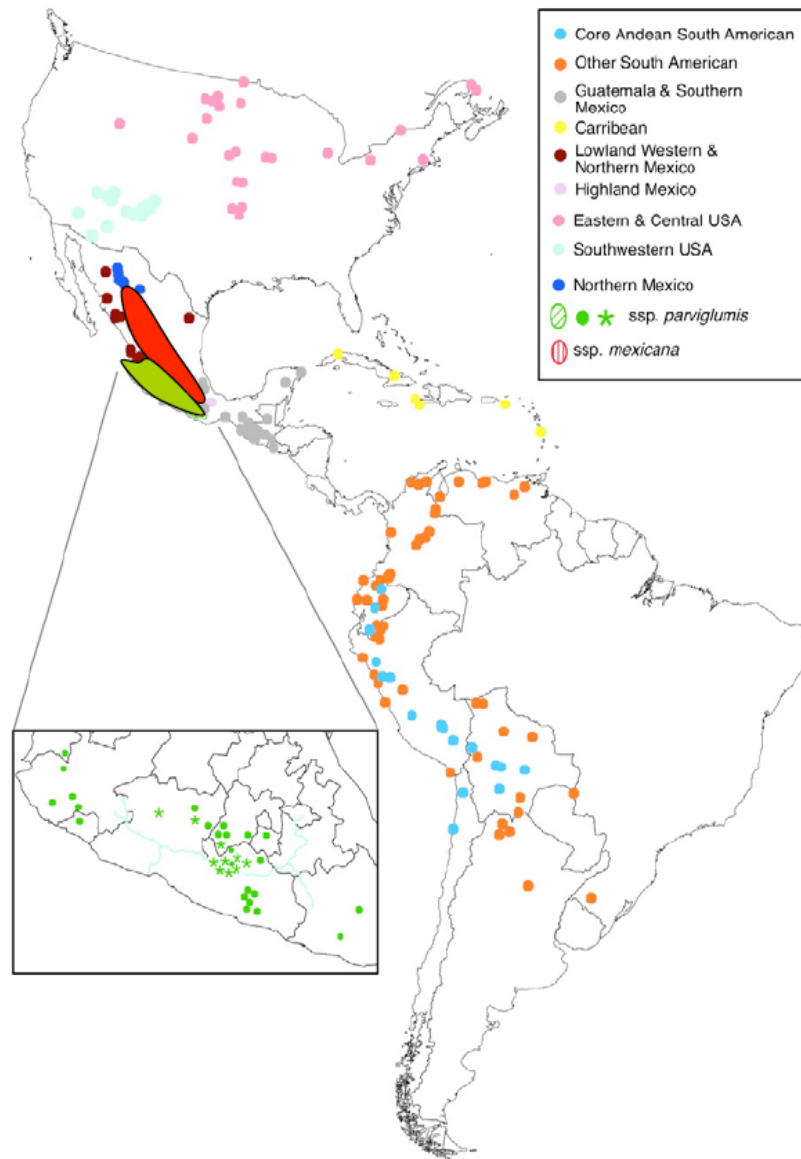 Core Andean South American
Other South American
Guatemala & Southern
Mexico
Carribean
Lowland Western &
Northern Mexico
Highland Mexico
Eastern & Central USA
Southwestern USA
Northern Mexico
ssp. parviglumis
ssp. mexicana